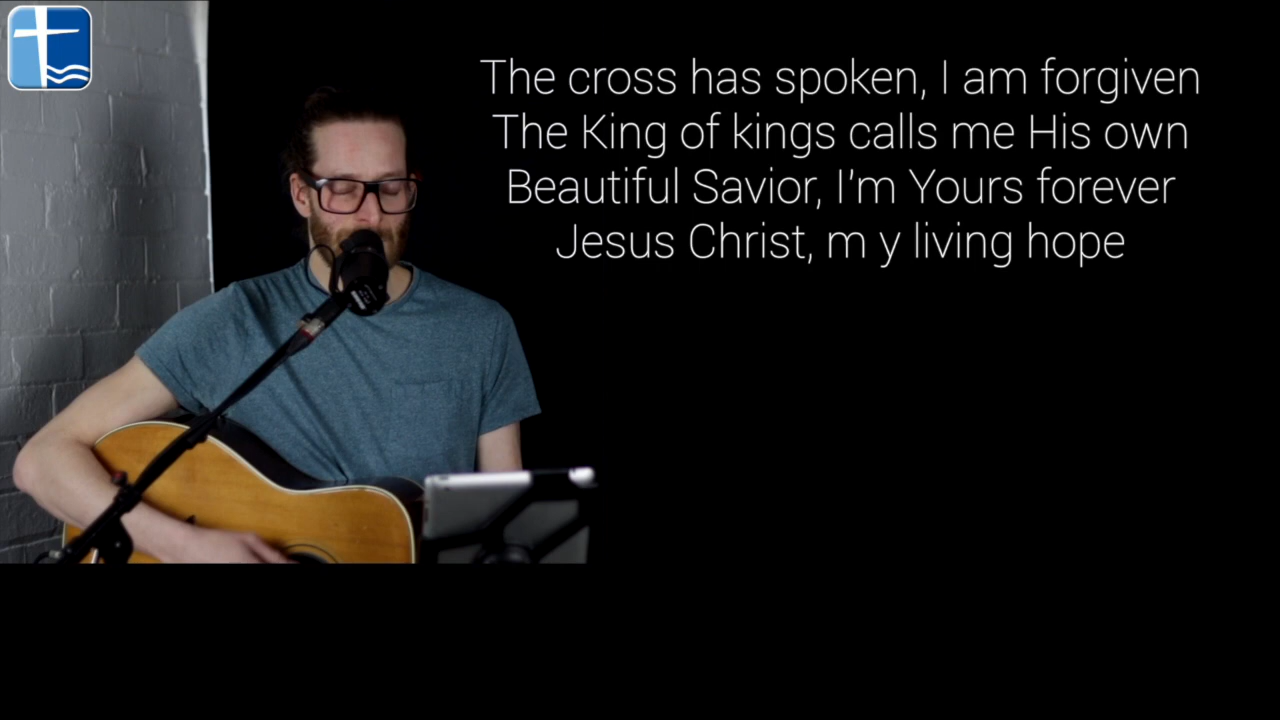 The cross has spoken, I am forgiven
The King of kings calls me His own
Beautiful Savior, I'm Yours forever
Jesus Christ, m y living hope